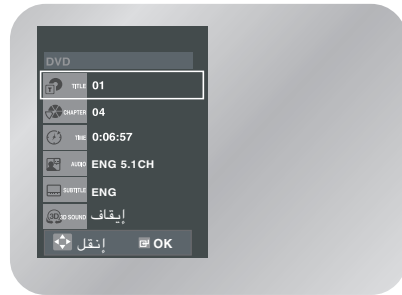 DVD
TITLE 01
CHAPTER 04
TIME 0:06:57
AUDIO ENG 5.1CH
SUBTITLE ENG
3D SOUND إيقاف
إنقل OK